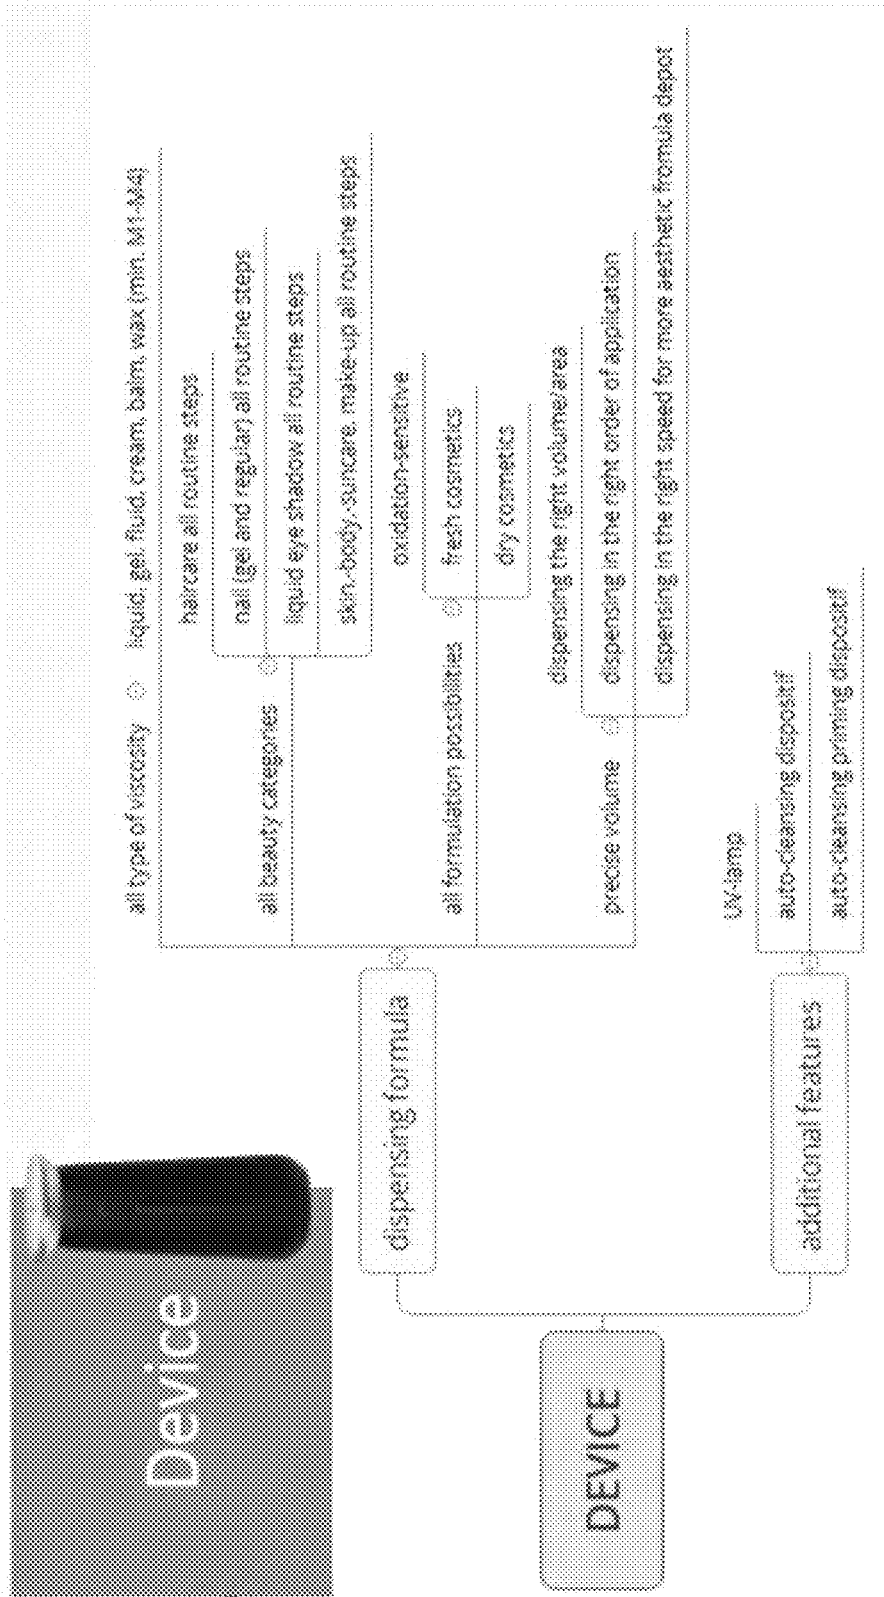 Device
DEVICE
dispensing formula
all type of viscosity
liquid, gel, fluid, cream, balm, wax (min. M1-M4)
all beauty categories
haircare all routine steps
nail (gel and regular) all routine steps
liquid eye shadow all routine steps
skin-,body,-suncare, make-up all routine steps
all formulation possibilities
oxidation-sensitive
fresh cosmetics
dry cosmetics
precise volume
dispensing the right volume/area
dispensing in the right order of application
dispensing in the right speed for more aesthetic fromula depot
additional features
UV-lamp
auto-cleansing dispositif
auto-cleansing priming dispositif